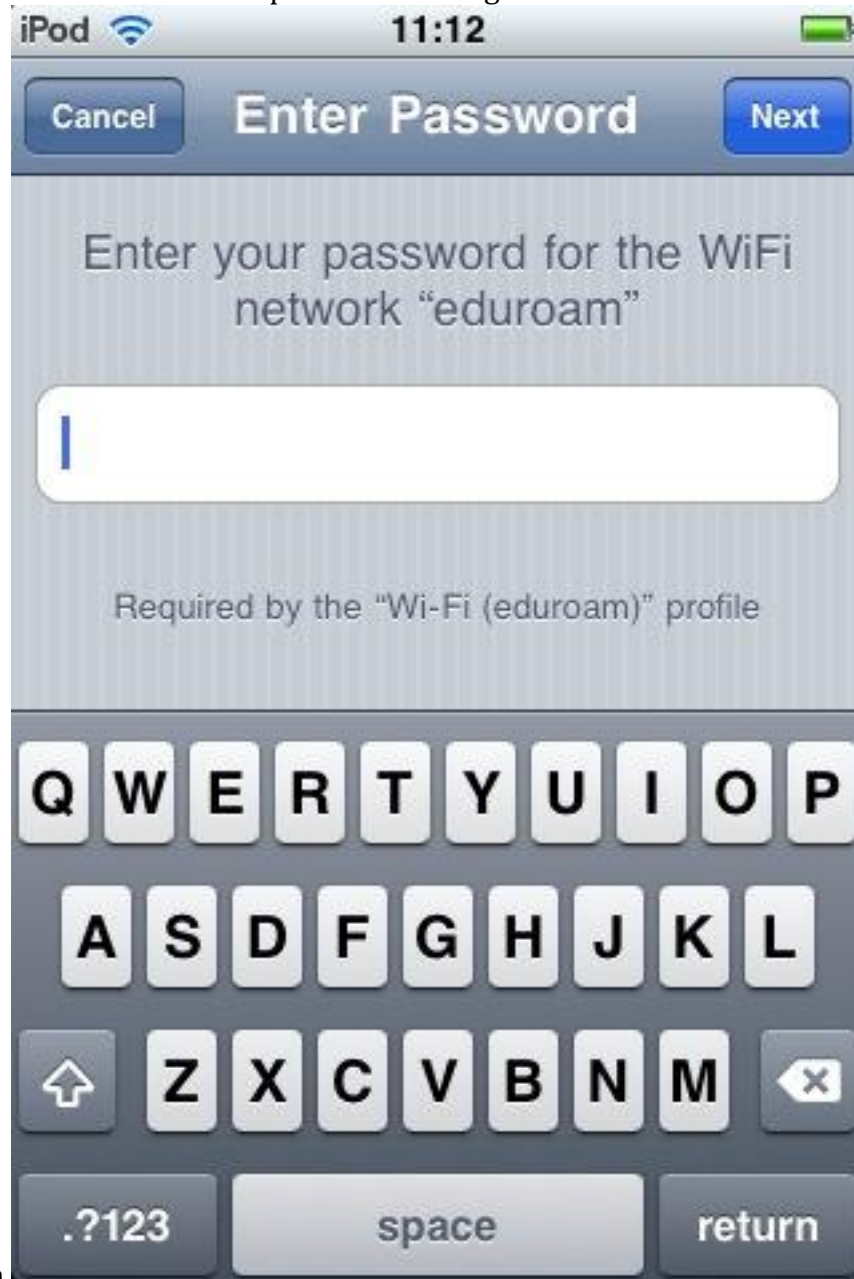 iPod 11:12
Cancel Enter Password Next
Enter your password for the WiFi
network “eduroam”
Required by the “Wi-Fi (eduroam)” profile
Q W E R T Y U I O P
A S D F G H J K L
Z X C V B N M
.?123 space return